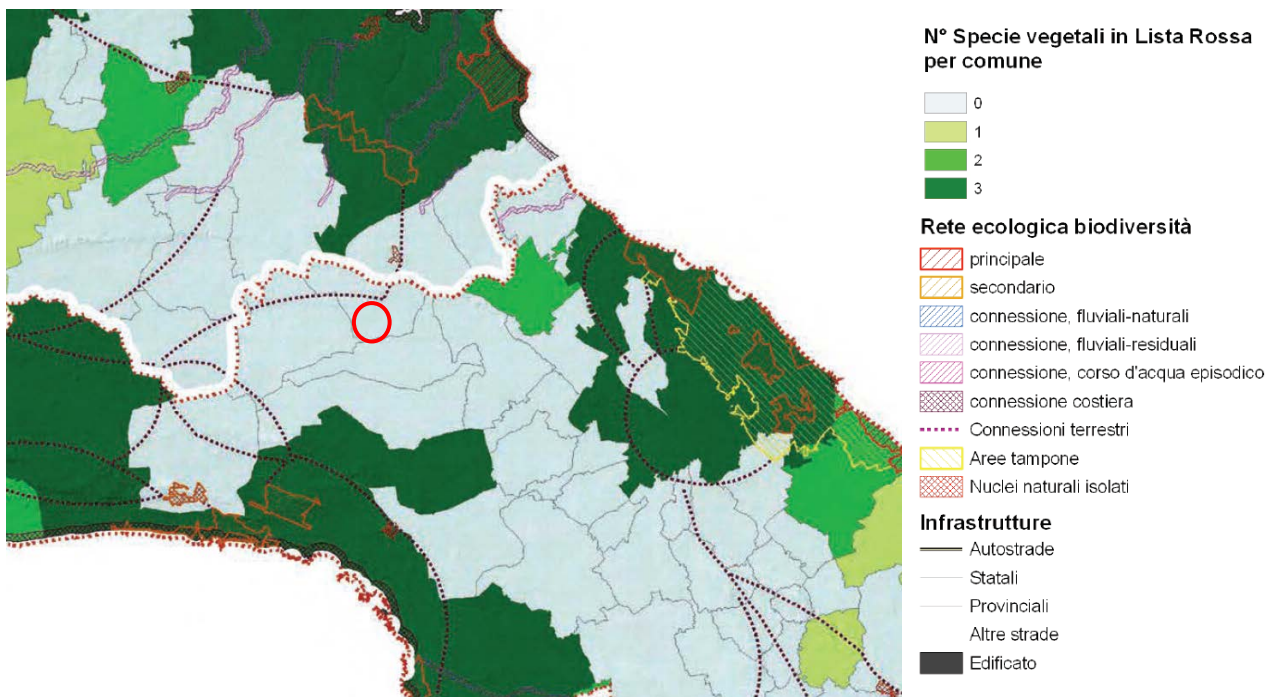 N° Specie vegetali in Lista Rossa
per comune
0
1
2
3
Rete ecologica biodiversità
principale
secondario
connessione, fluviali-naturali
connessione, fluviali-residuali
connessione, corso d'acqua episodico
connessione costiera
Connessioni terrestri
Aree tampone
Nuclei naturali isolati
Infrastrutture
Autostrade
Statali
Provinciali
Altre strade
Edificato